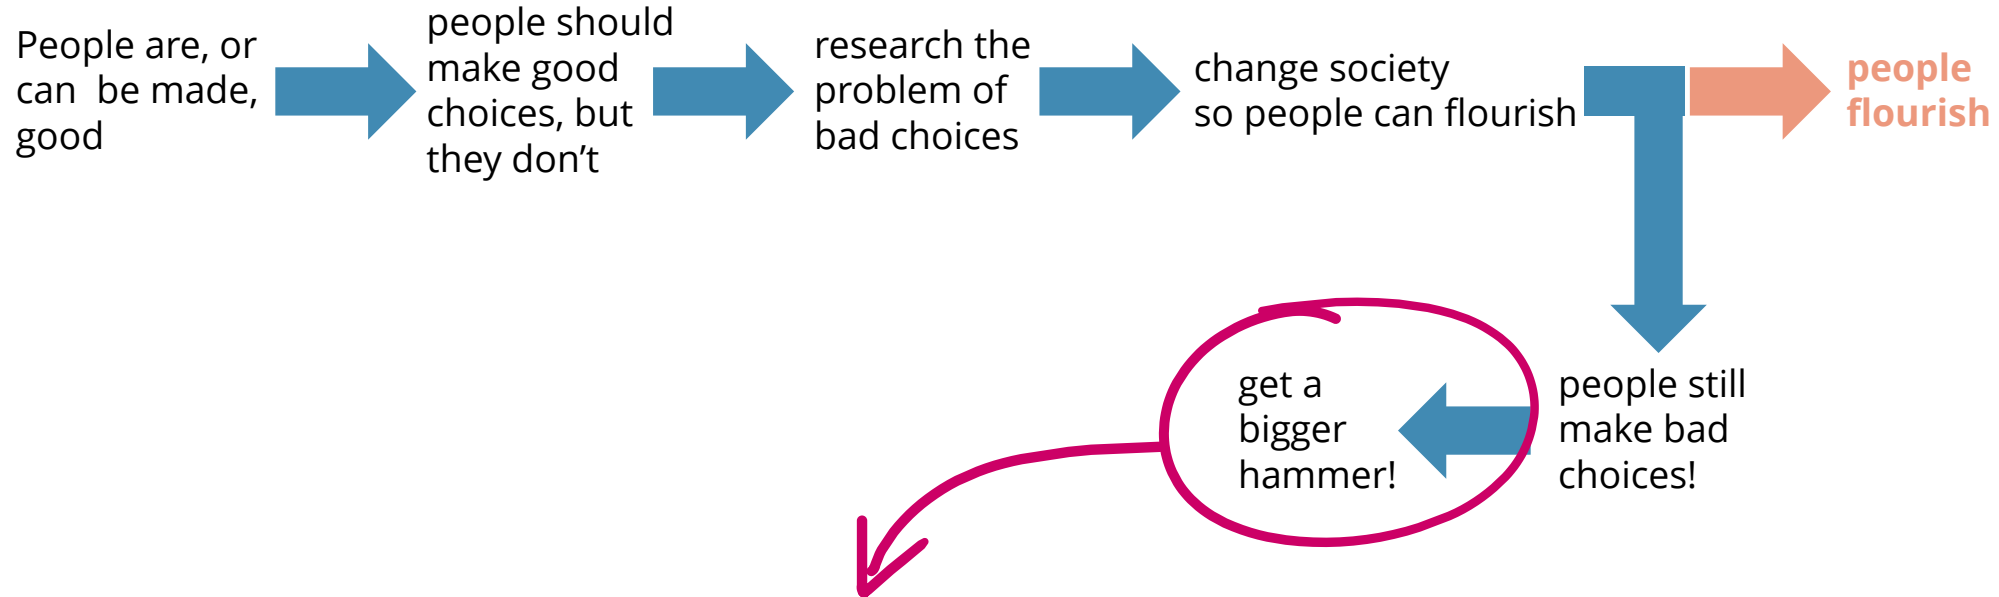 People are, or
can  be made,
good
people should
make good
choices, but
they don’t
research the
problem of
bad choices
change society
so people can flourish
people
flourish
people still
make bad
choices!
get a
bigger
hammer!